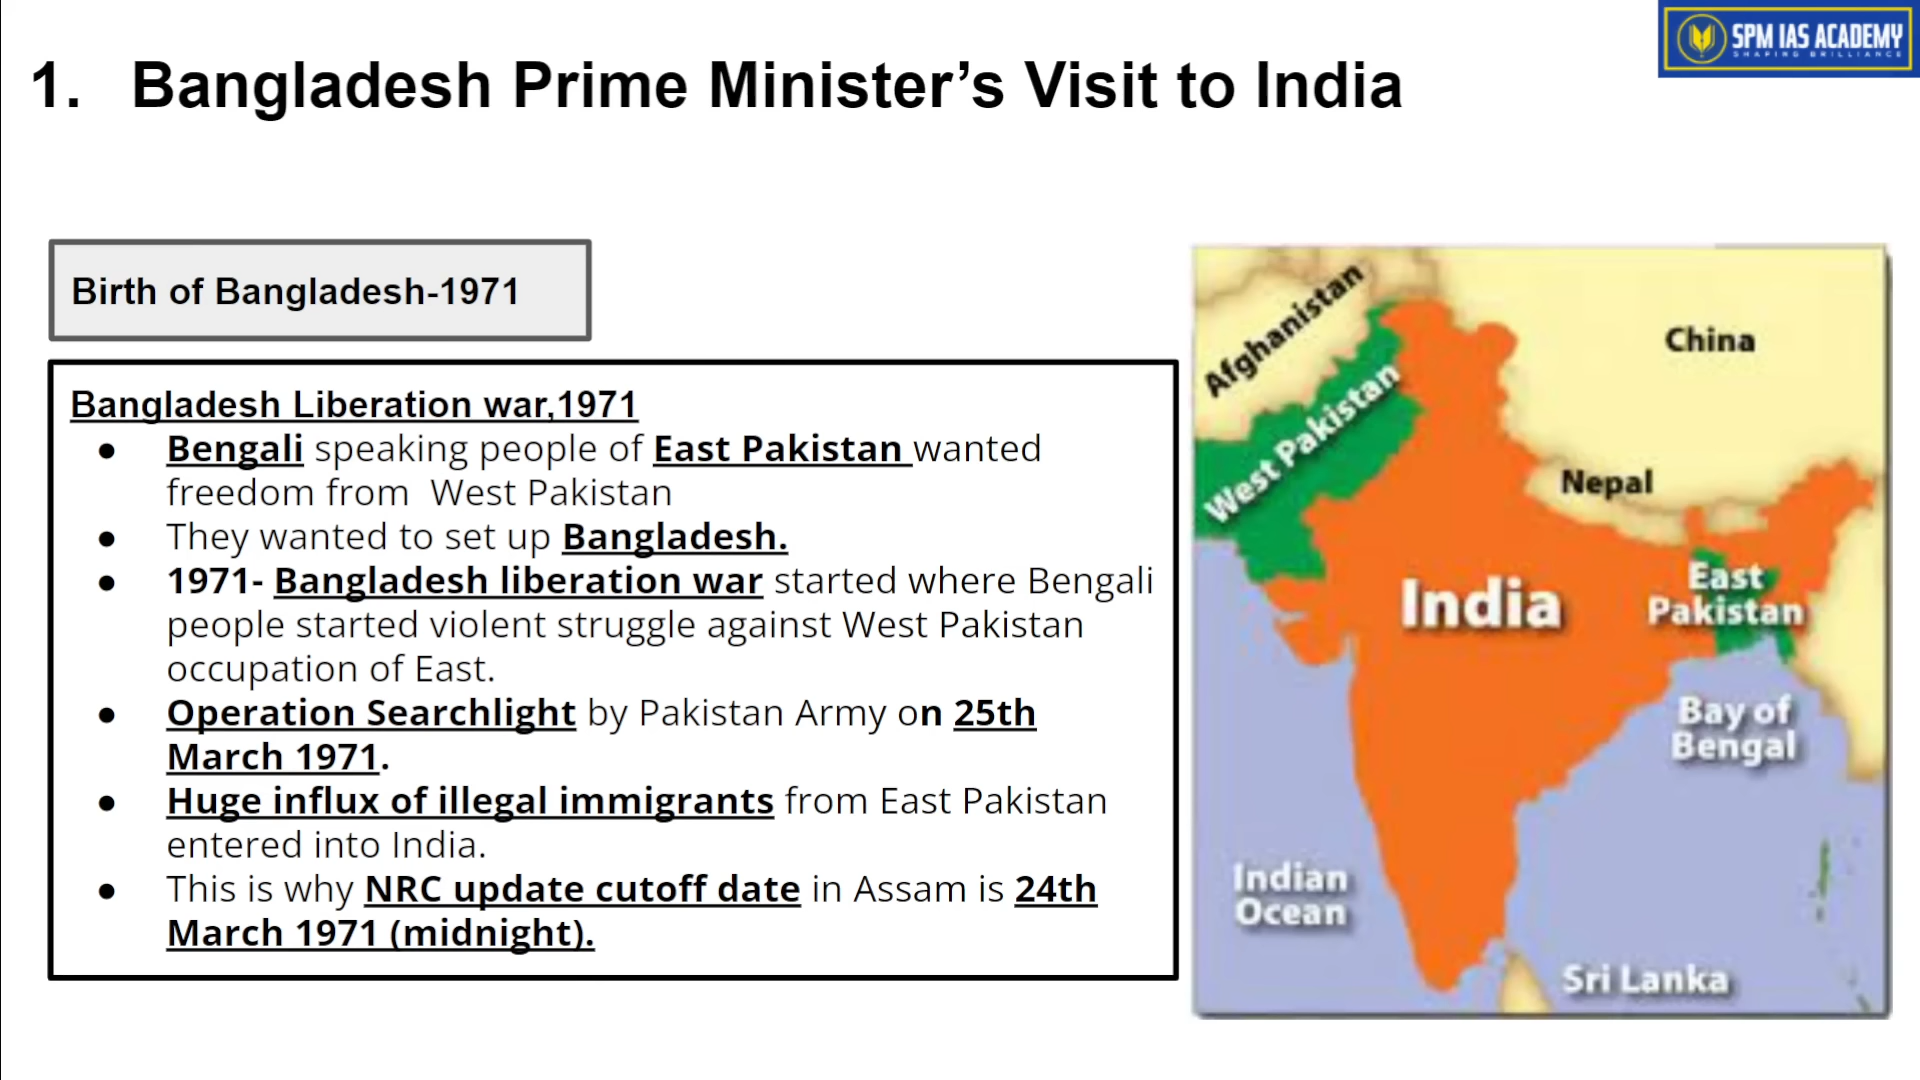 SPM IAS ACADEMY
SHAPING BRILLIANCE
1. Bangladesh Prime Minister’s Visit to India
Birth of Bangladesh-1971
Bangladesh Liberation war,1971
● Bengali speaking people of East Pakistan wanted
freedom from West Pakistan
● They wanted to set up Bangladesh.
● 1971- Bangladesh liberation war started where Bengali
people started violent struggle against West Pakistan
occupation of East.
● Operation Searchlight by Pakistan Army on 25th
March 1971.
● Huge influx of illegal immigrants from East Pakistan
entered into India.
● This is why NRC update cutoff date in Assam is 24th
March 1971 (midnight).
Afghanistan
China
West Pakistan
Nepal
India
East
Pakistan
Bay of
Bengal
Indian
Ocean
Sri Lanka